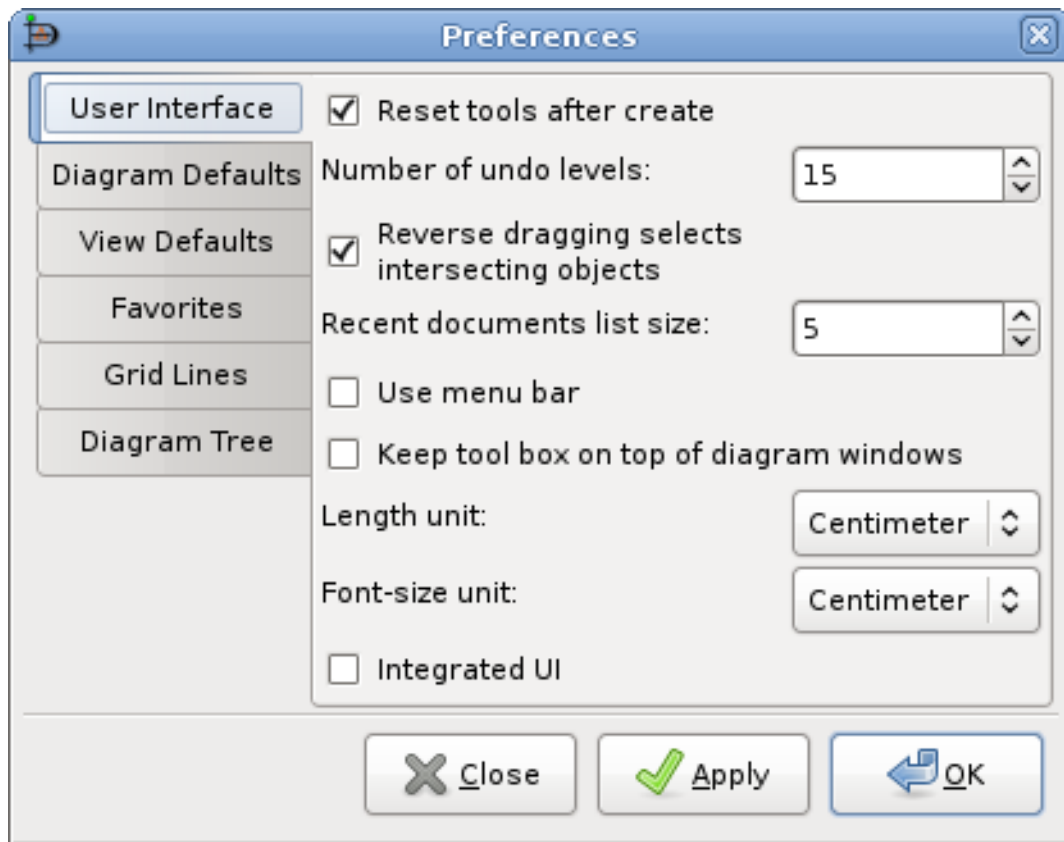 Preferences
User Interface
Diagram Defaults
View Defaults
Favorites
Grid Lines
Diagram Tree
Reset tools after create
Number of undo levels: 15
Reverse dragging selects
intersecting objects
Recent documents list size: 5
Use menu bar
Keep tool box on top of diagram windows
Length unit: Centimeter
Font-size unit: Centimeter
Integrated UI
Close Apply OK